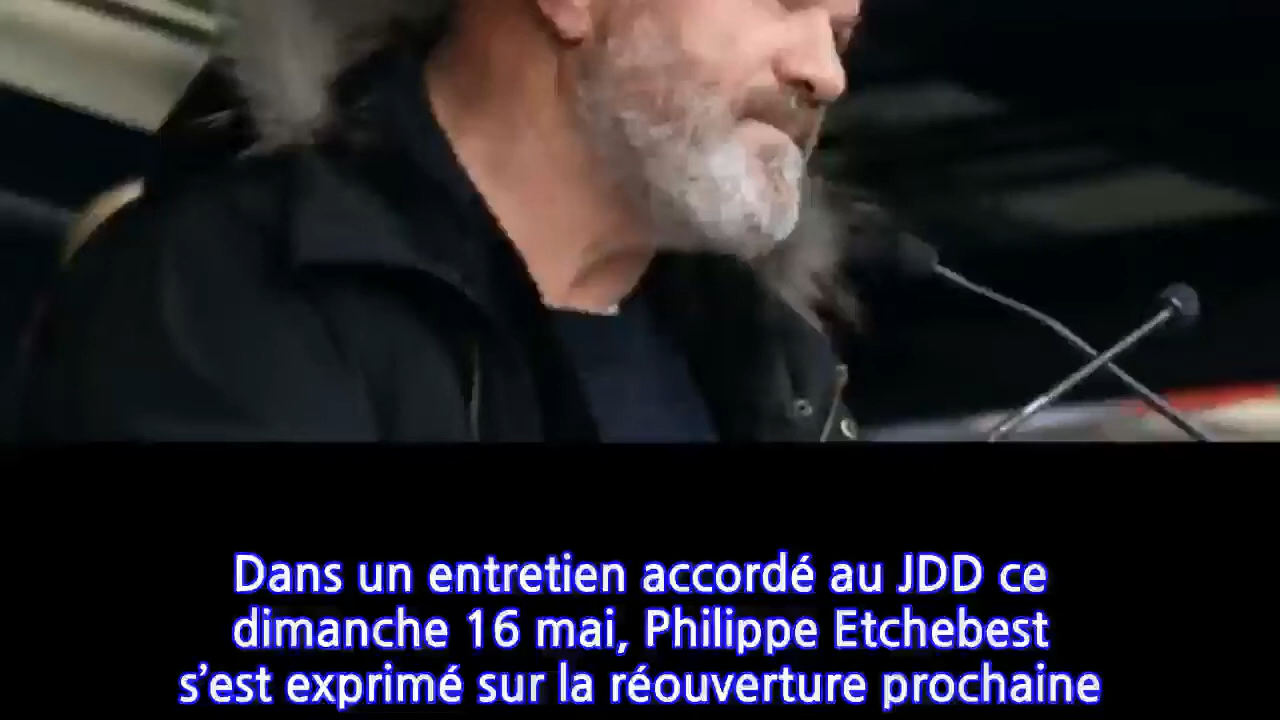 Dans un entretien accordé au JDD ce
dimanche 16 mai, Philippe Etchebest
s’est exprimé sur la réouverture prochaine